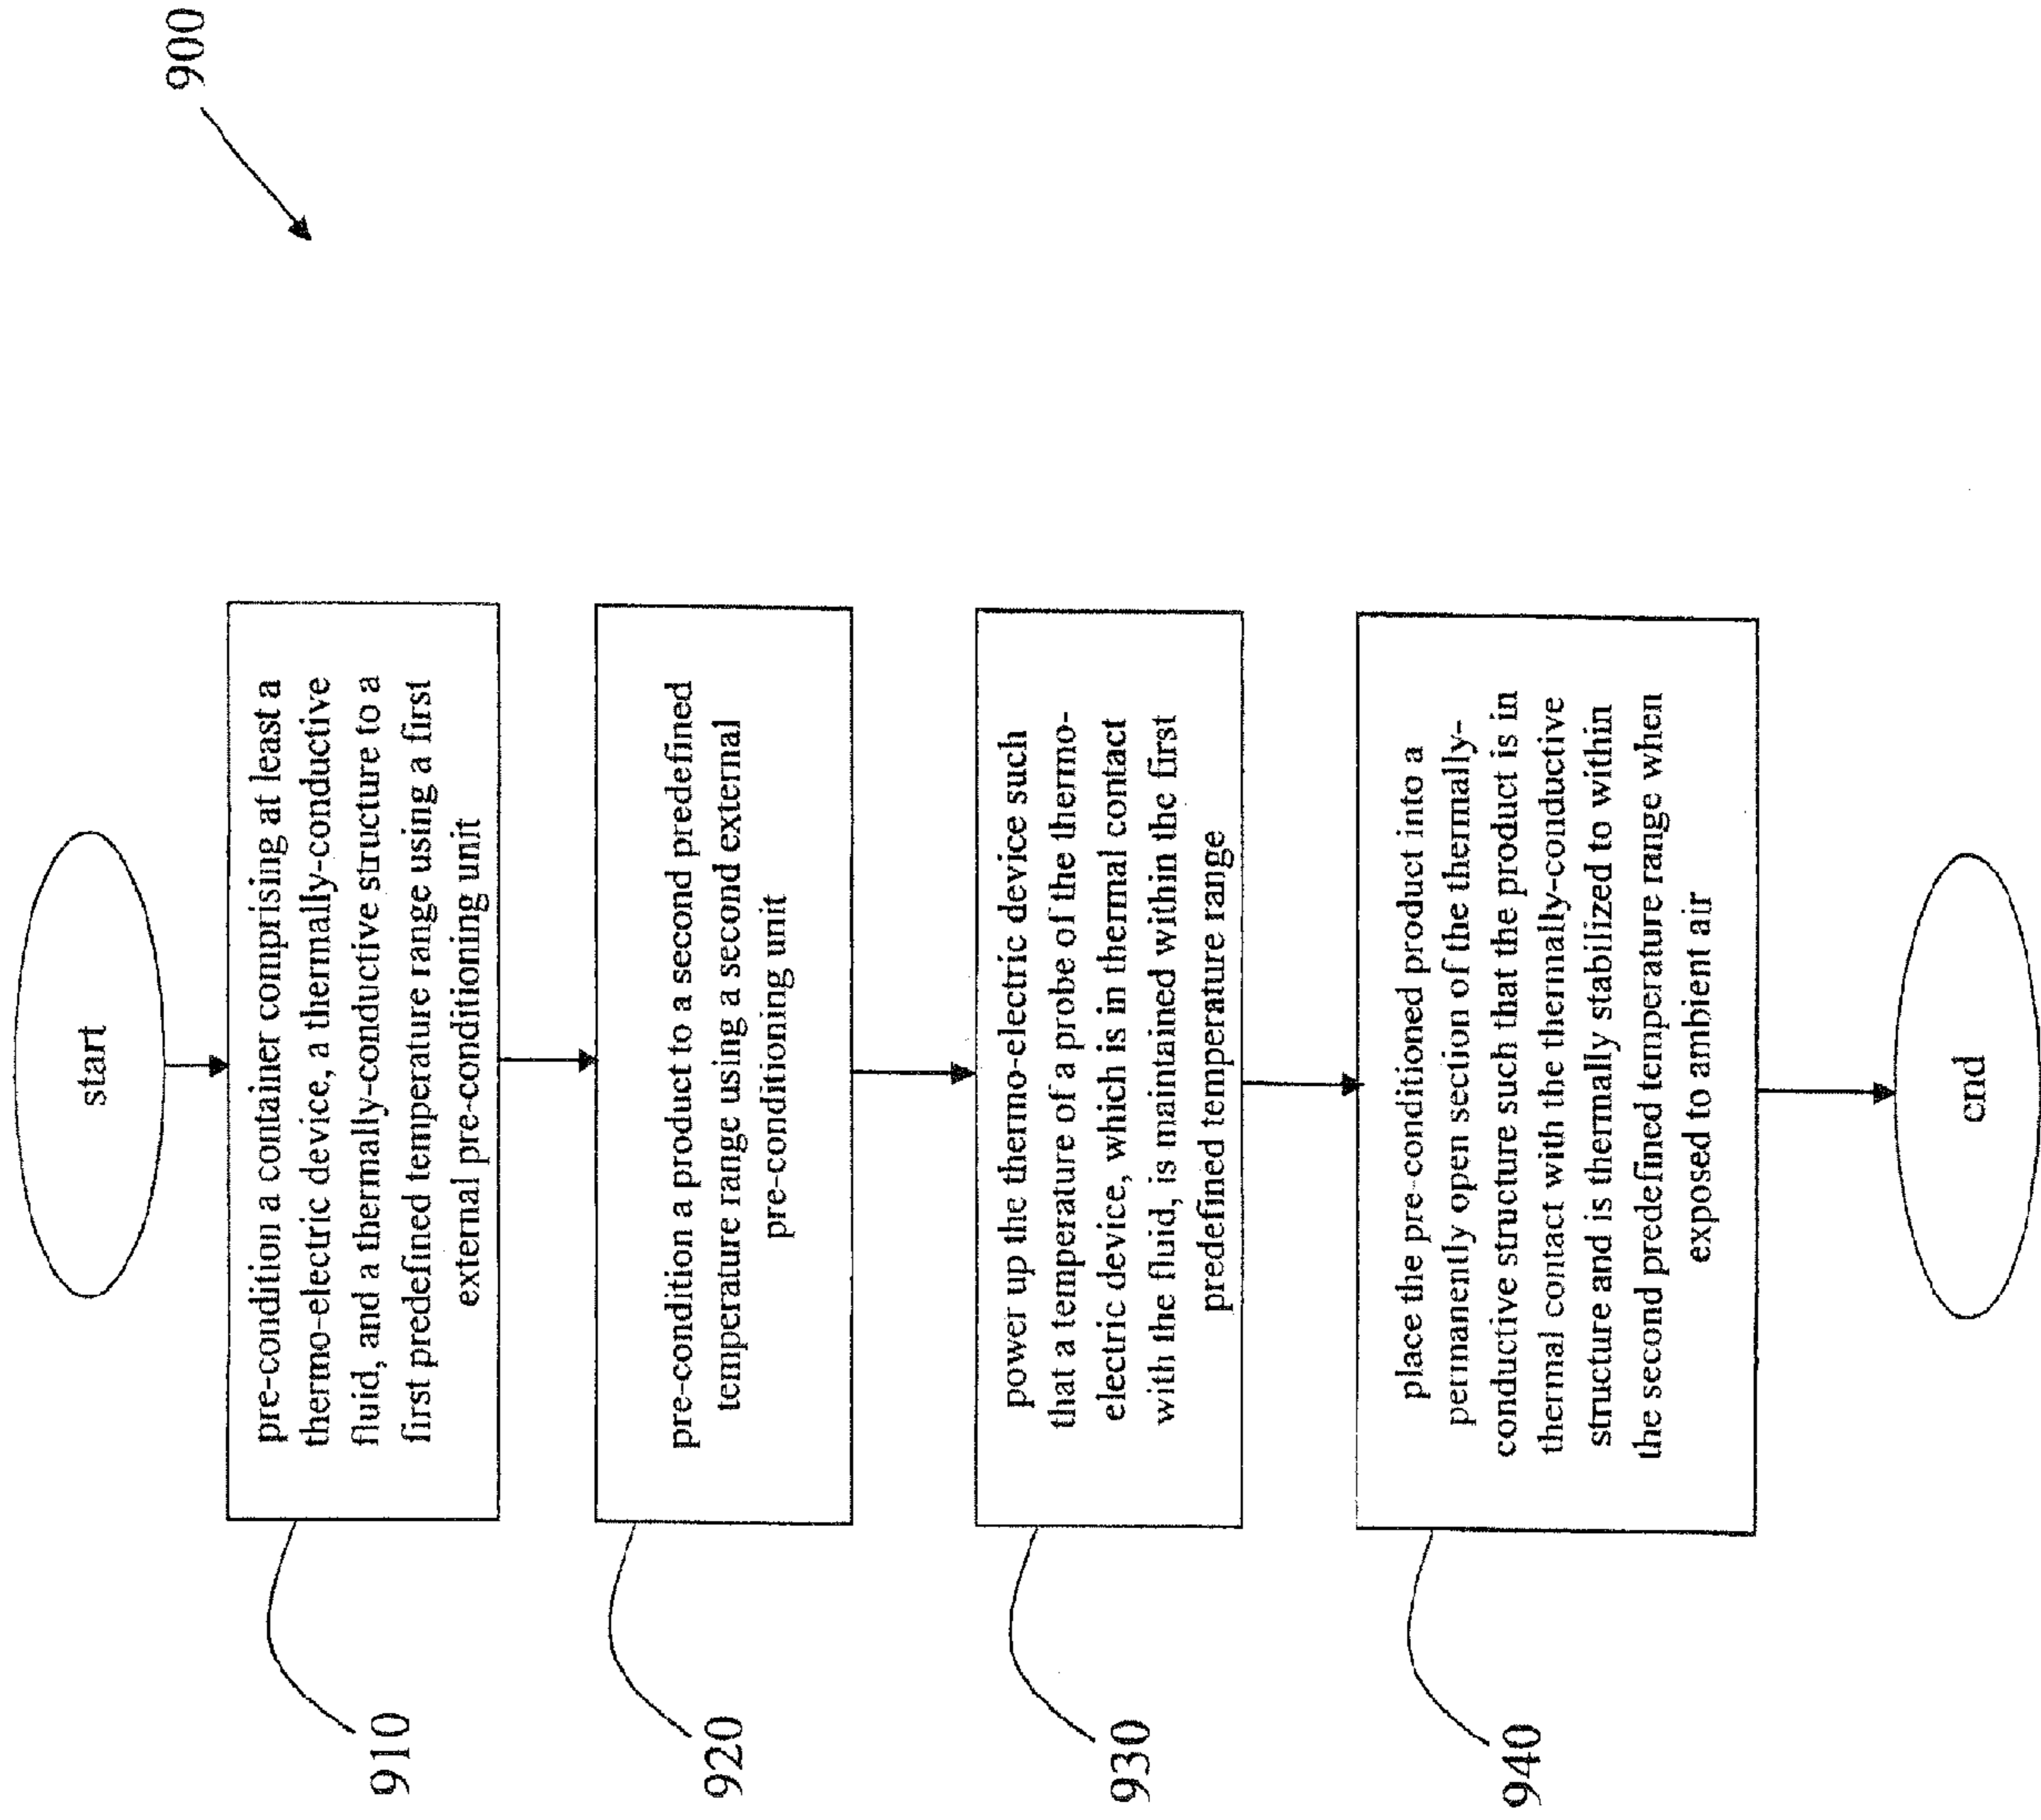 900
start
910
pre-condition a container comprising at least a
thermo-electric device, a thermally-conductive
fluid, and a thermally-conductive structure to a
first predefined temperature range using a first
external pre-conditioning unit
920
pre-condition a product to a second predefined
temperature range using a second external
pre-conditioning unit
930
power up the thermo-electric device such
that a temperature of a probe of the thermo-
electric device, which is in thermal contact
with the fluid, is maintained within the first
predefined temperature range
940
place the pre-conditioned product into a
permanently open section of the thermally-
conductive structure such that the product is in
thermal contact with the thermally-conductive
structure and is thermally stabilized to within
the second predefined temperature range when
exposed to ambient air
end